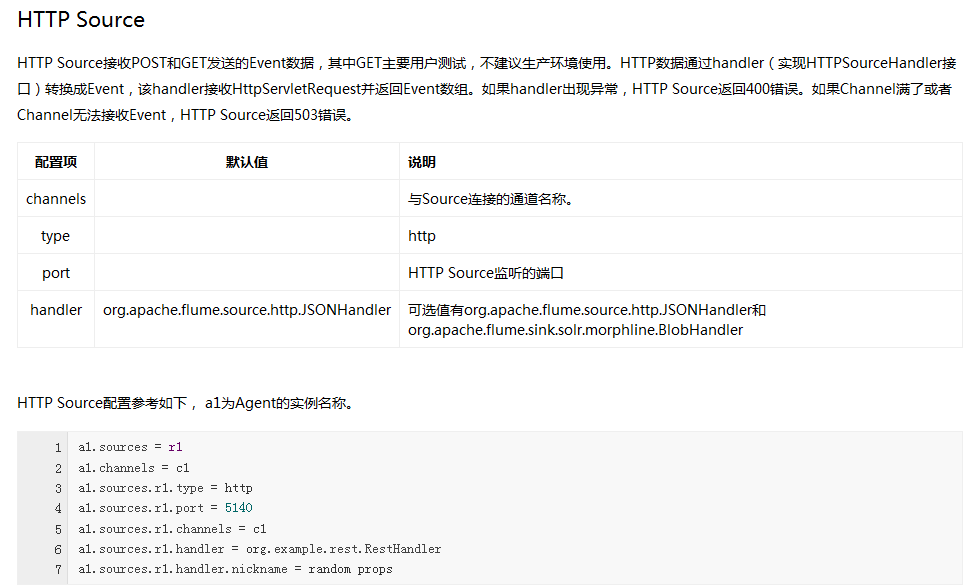 HTTP Source
HTTP Source接收POST和GET发送的Event数据，其中GET主要用户测试，不建议生产环境使用。HTTP数据通过handler（实现HTTPSourceHandler接
口）转换成Event，该handler接收HttpServletRequest并返回Event数组。如果handler出现异常，HTTP Source返回400错误。如果Channel满了或者
Channel无法接收Event，HTTP Source返回503错误。
配置项 默认值 说明
channels 与Source连接的通道名称。
type http
port HTTP Source监听的端口
handler org.apache.flume.source.http.JSONHandler 可选值有org.apache.flume.source.http.JSONHandler和
org.apache.flume.sink.solr.morphline.BlobHandler
HTTP Source配置参考如下， a1为Agent的实例名称。
1 a1.sources = r1
2 a1.channels = c1
3 a1.sources.r1.type = http
4 a1.sources.r1.port = 5140
5 a1.sources.r1.channels = c1
6 a1.sources.r1.handler = org.example.rest.RestHandler
7 a1.sources.r1.handler.nickname = random props